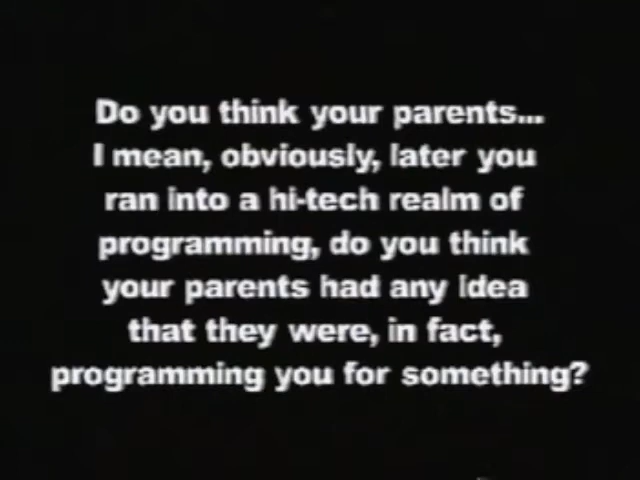 Do you think your parents...
I mean, obviously, later you
ran into a hi-tech realm of
programming, do you think
your parents had any idea
that they were, in fact,
programming you for something?